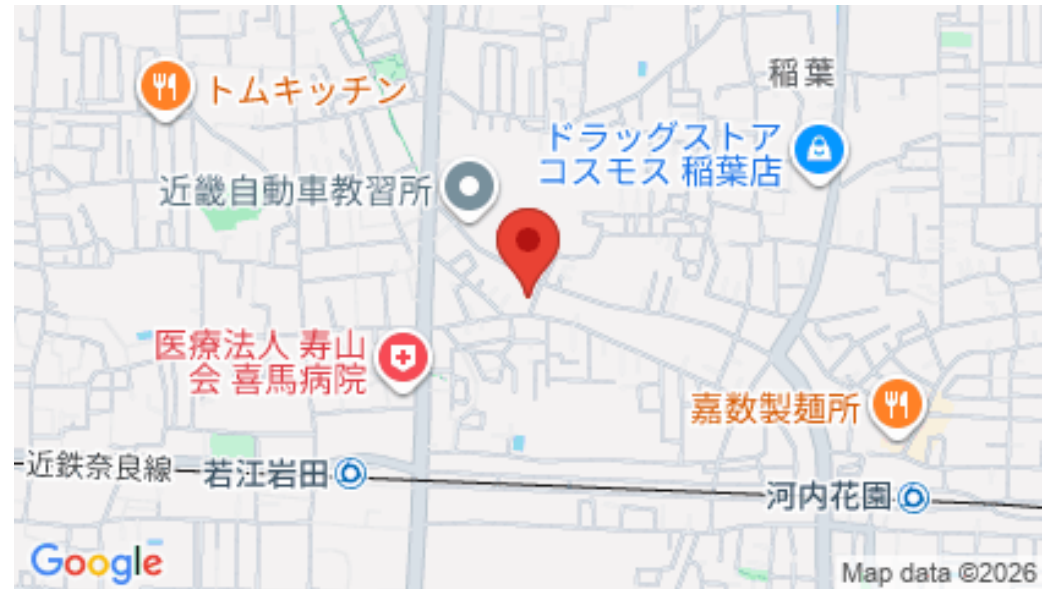 稲葉
トムキッチン
ドラッグストア
コスモス 稲葉店
近畿自動車教習所
医療法人 寿山
会 喜馬病院
嘉数製麺所
近鉄奈良線
若江岩田
河内花園
Google
Map data ©2026